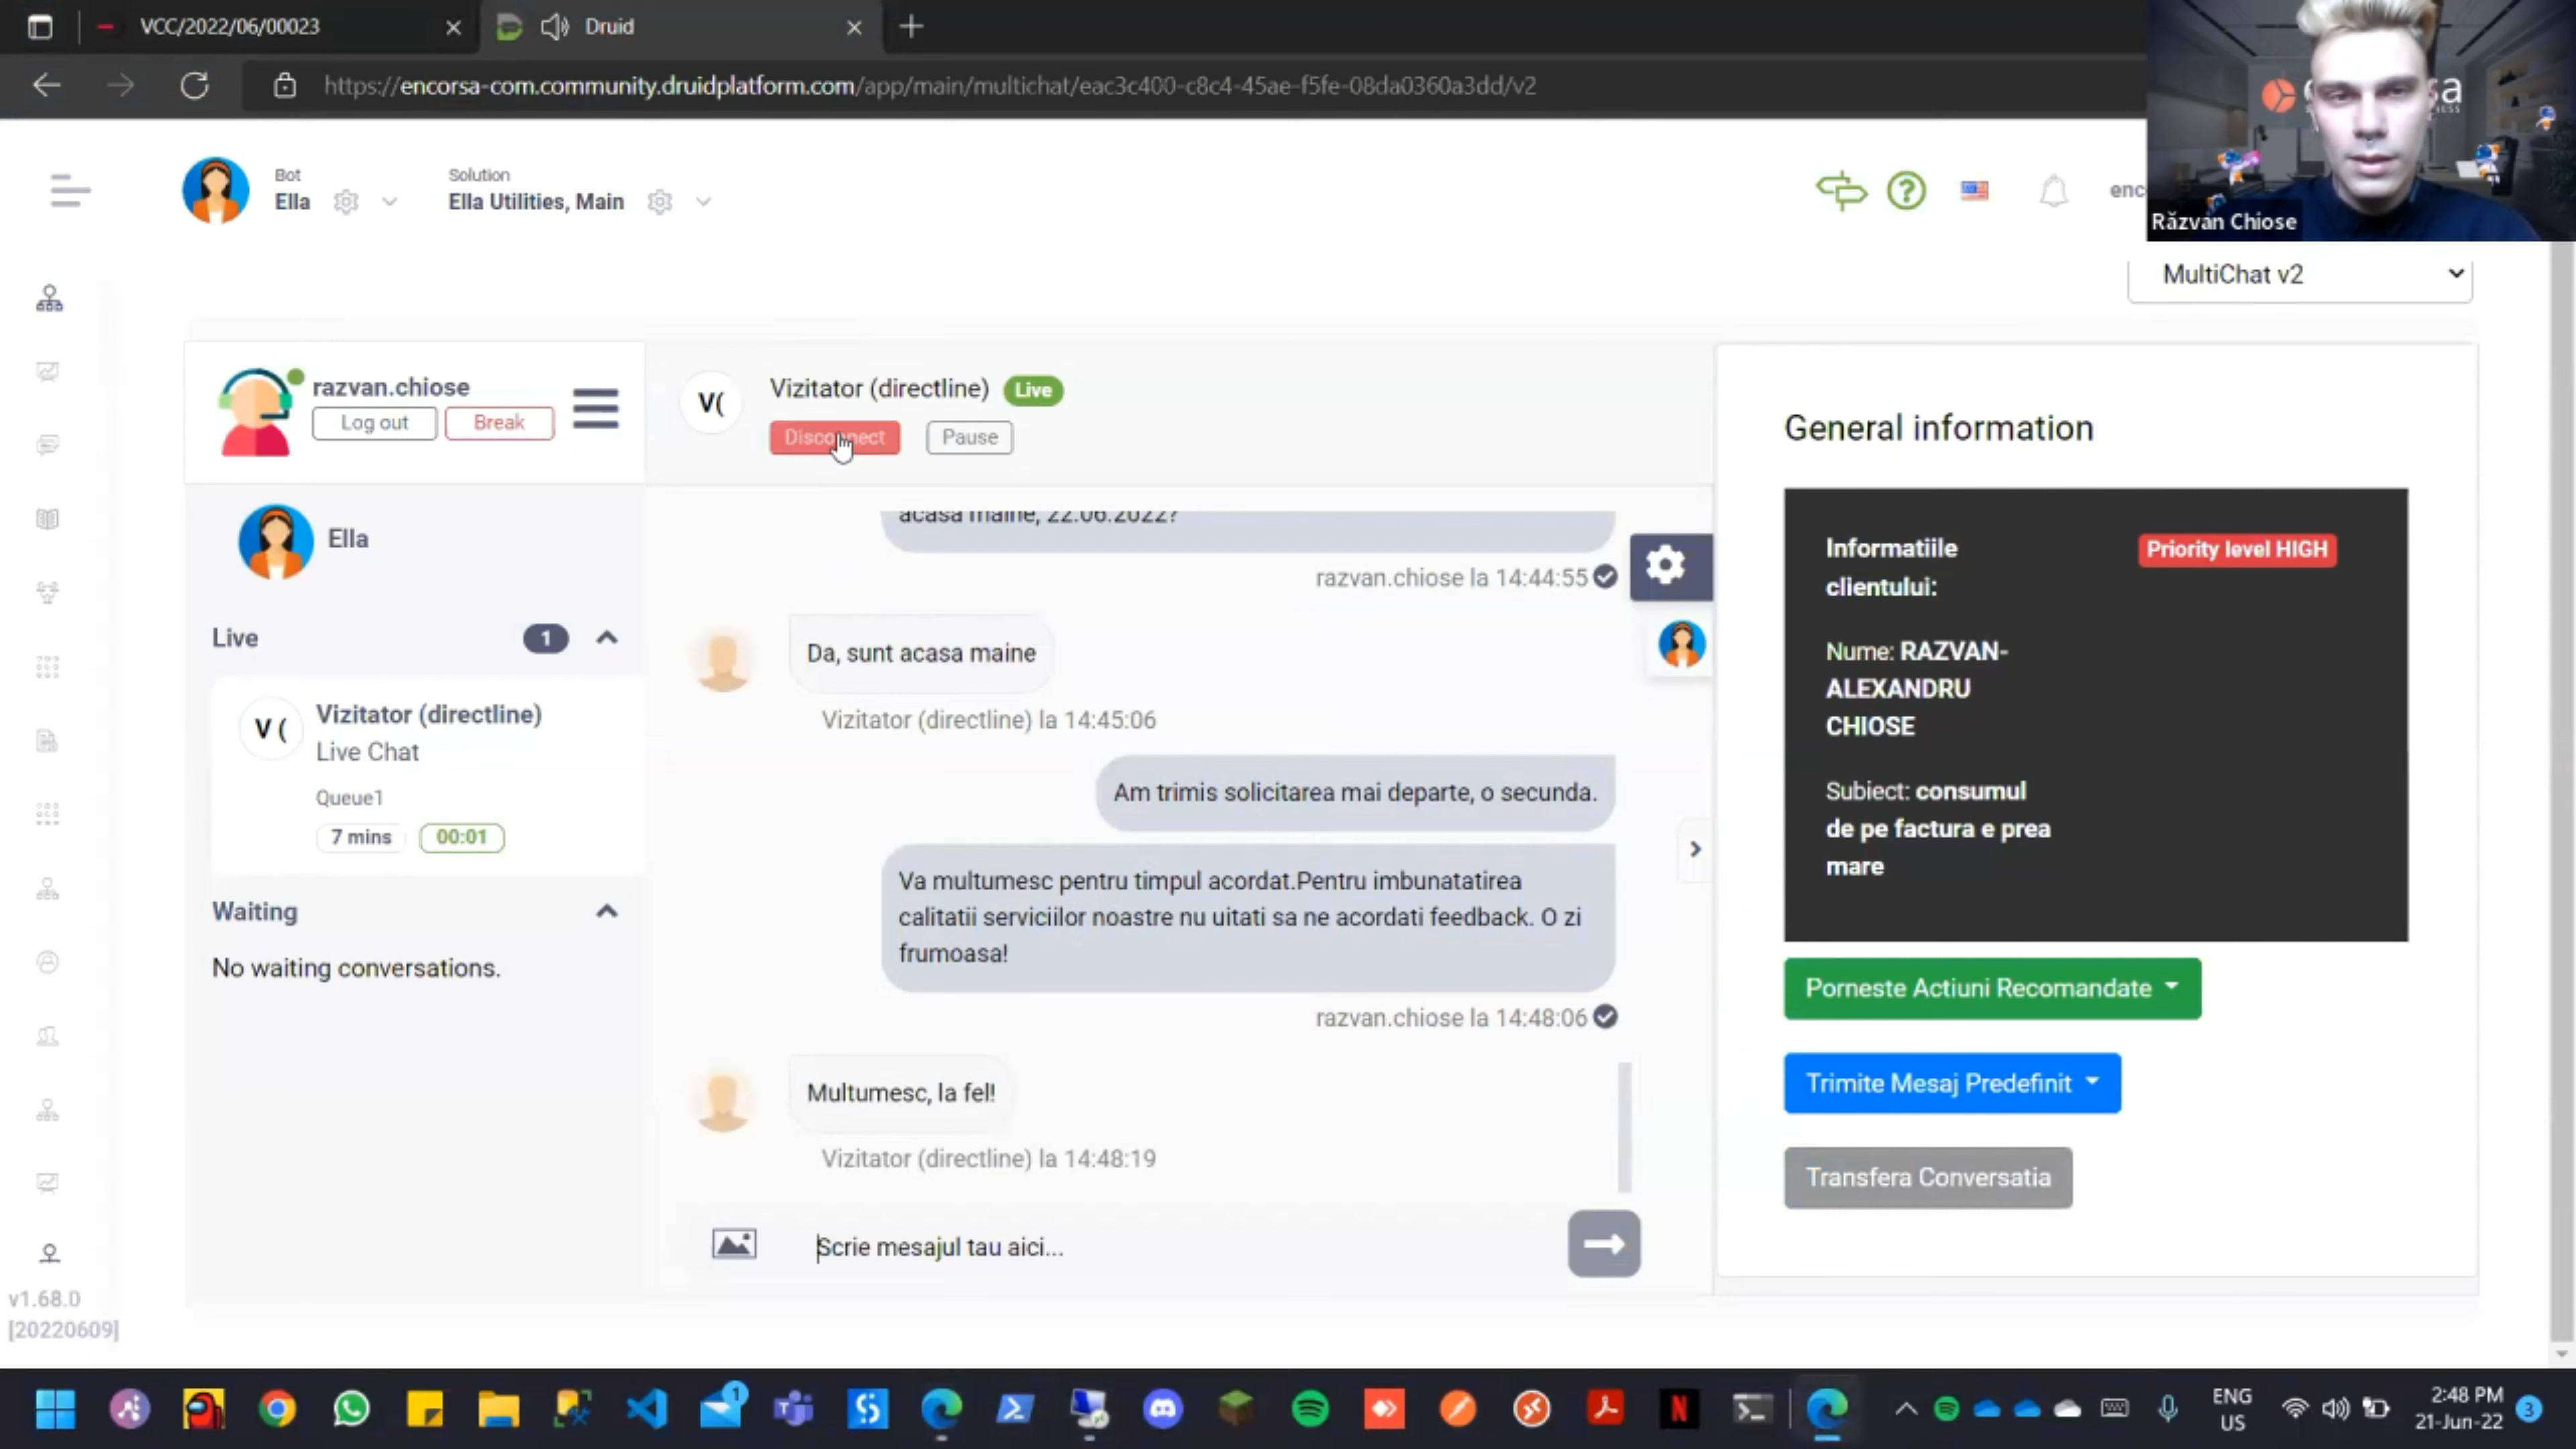 VCC/2022/06/00023
Druid
https://encorsa-com.community.druidplatform.com/app/main/multichat/eac3c400-c8c4-45ae-f5fe-08da0360a3dd/v2
Răzvan Chiose
Bot
Ella
Solution
Ella Utilities, Main
enc
MultiChat v2
razvan.chiose
Log out
Break
V(
Vizitator (directline)
Live
Disconnect
Pause
General information
Ella
Live
1
V (
Vizitator (directline)
Live Chat
Queue1
7 mins
00:01
Waiting
No waiting conversations.
acasa maine, 22.06.2022?
razvan.chiose la 14:44:55
Da, sunt acasa maine
Vizitator (directline) la 14:45:06
Am trimis solicitarea mai departe, o secunda.
Va multumesc pentru timpul acordat.Pentru imbunatatirea
calitatii serviciilor noastre nu uitati sa ne acordati feedback. O zi
frumoasa!
razvan.chiose la 14:48:06
Multumesc, la fel!
Vizitator (directline) la 14:48:19
Scrie mesajul tau aici...
Informatiile
clientului:
Priority level HIGH
Nume: RAZVAN-
ALEXANDRU
CHIOSE
Subiect: consumul
de pe factura e prea
mare
Porneste Actiuni Recomandate
Trimite Mesaj Predefinit
Transfera Conversatia
v1.68.0
[20220609]
1
ENG
US
2:48 PM
21-Jun-22
3